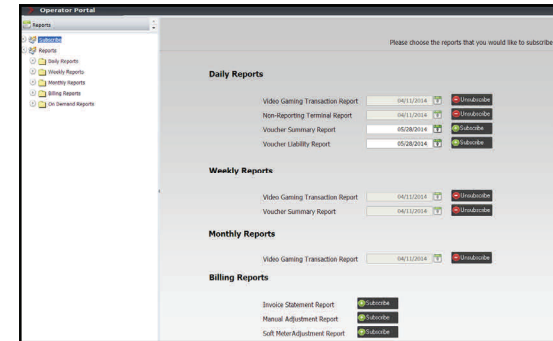 Operator Portal
Reports
Subscribe
Reports
Daily Reports
Weekly Reports
Monthly Reports
Billing Reports
On Demand Reports
Please choose the reports that you would like to subscribe
Daily Reports
Video Gaming Transaction Report 04/11/2014 Unsubscribe
Non-Reporting Terminal Report 04/11/2014 Unsubscribe
Voucher Summary Report 05/28/2014 Subscribe
Voucher Liability Report 05/28/2014 Subscribe
Weekly Reports
Video Gaming Transaction Report 04/11/2014 Unsubscribe
Voucher Summary Report 04/11/2014 Unsubscribe
Monthly Reports
Video Gaming Transaction Report 04/11/2014 Unsubscribe
Billing Reports
Invoice Statement Report Subscribe
Manual Adjustment Report Subscribe
Soft MeterAdjustment Report Subscribe